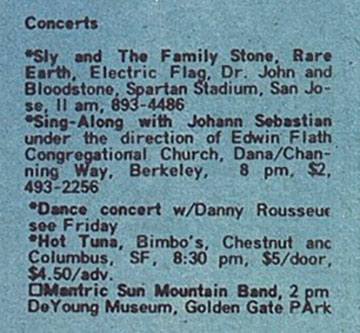 Concerts
*Sly and The Family Stone, Rare
Earth, Electric Flag, Dr. John and
Bloodstone, Spartan Stadium, San Jo-
se, II am, 893-4486
*Sing-Along with Johann Sebastian
under the direction of Edwin Flath
Congregational Church, Dana/Chan-
ning Way, Berkeley, 8 pm, $2,
493-2256
*Dance concert w/Danny Rousseur
see Friday
*Hot Tuna, Bimbo's, Chestnut and
Columbus, SF, 8:30 pm, $5/door,
$4.50/adv.
□Mantric Sun Mountain Band, 2 pm
DeYoung Museum, Golden Gate PArk